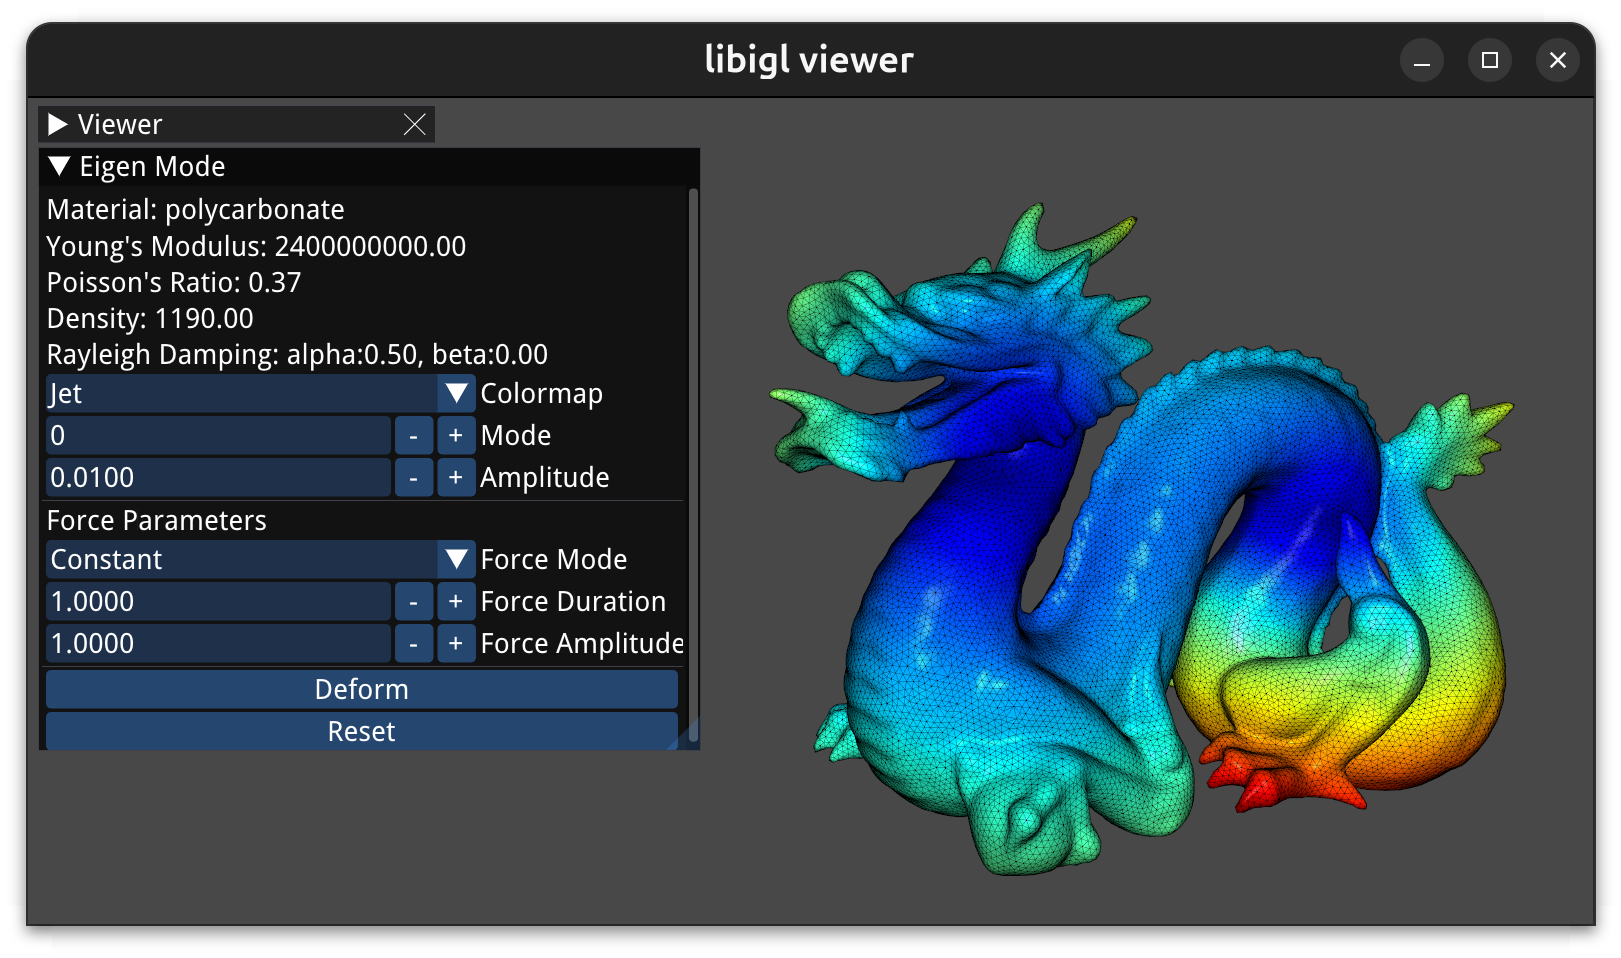 libigl viewer
Viewer
Eigen Mode
Material: polycarbonate
Young's Modulus: 2400000000.00
Poisson's Ratio: 0.37
Density: 1190.00
Rayleigh Damping: alpha:0.50, beta:0.00
Jet Colormap
0 - + Mode
0.0100 - + Amplitude
Force Parameters
Constant Force Mode
1.0000 - + Force Duration
1.0000 - + Force Amplitude
Deform
Reset